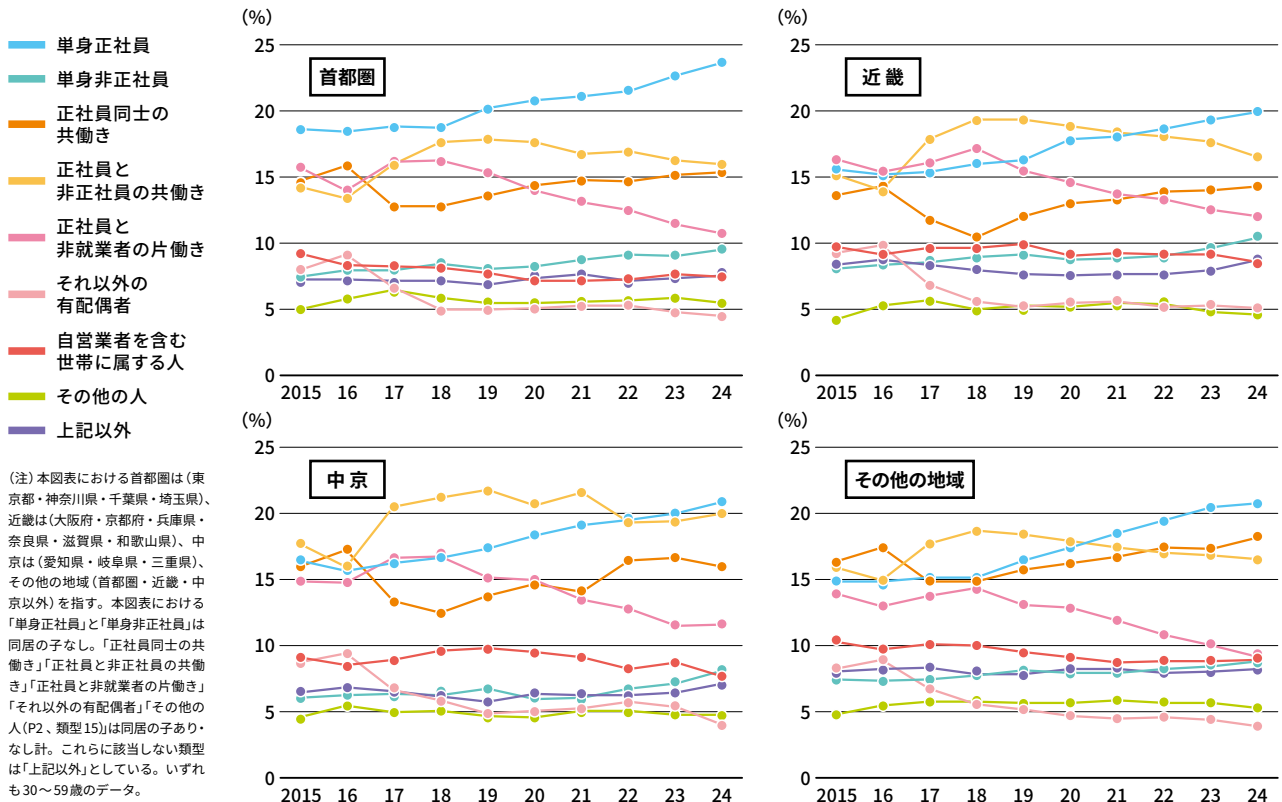 単身正社員
単身非正社員
正社員同士の
共働き
正社員と
非正社員の共働き
正社員と
非就業者の片働き
それ以外の
有配偶者
自営業者を含む
世帯に属する人
その他の人
上記以外
(注)本図表における首都圏は(東
京都・神奈川県・千葉県・埼玉県)、
近畿は(大阪府・京都府・兵庫県・
奈良県・滋賀県・和歌山県)、中
京は(愛知県・岐阜県・三重県)、
その他の地域(首都圏・近畿・中
京以外)を指す。本図表における
「単身正社員」と「単身非正社員」は
同居の子なし。「正社員同士の共
働き」「正社員と非正社員の共働
き」「正社員と非就業者の片働き」
「それ以外の有配偶者」「その他の
人(P2、類型15)」は同居の子あり・
なし計。これらに該当しない類型
は「上記以外」としている。いずれ
も30〜59歳のデータ。
(%)
25
首都圏
20
15
10
5
0
2015 16 17 18 19 20 21 22 23 24
(%)
25
近畿
20
15
10
5
0
2015 16 17 18 19 20 21 22 23 24
(%)
25
中京
20
15
10
5
0
2015 16 17 18 19 20 21 22 23 24
(%)
25
その他の地域
20
15
10
5
0
2015 16 17 18 19 20 21 22 23 24